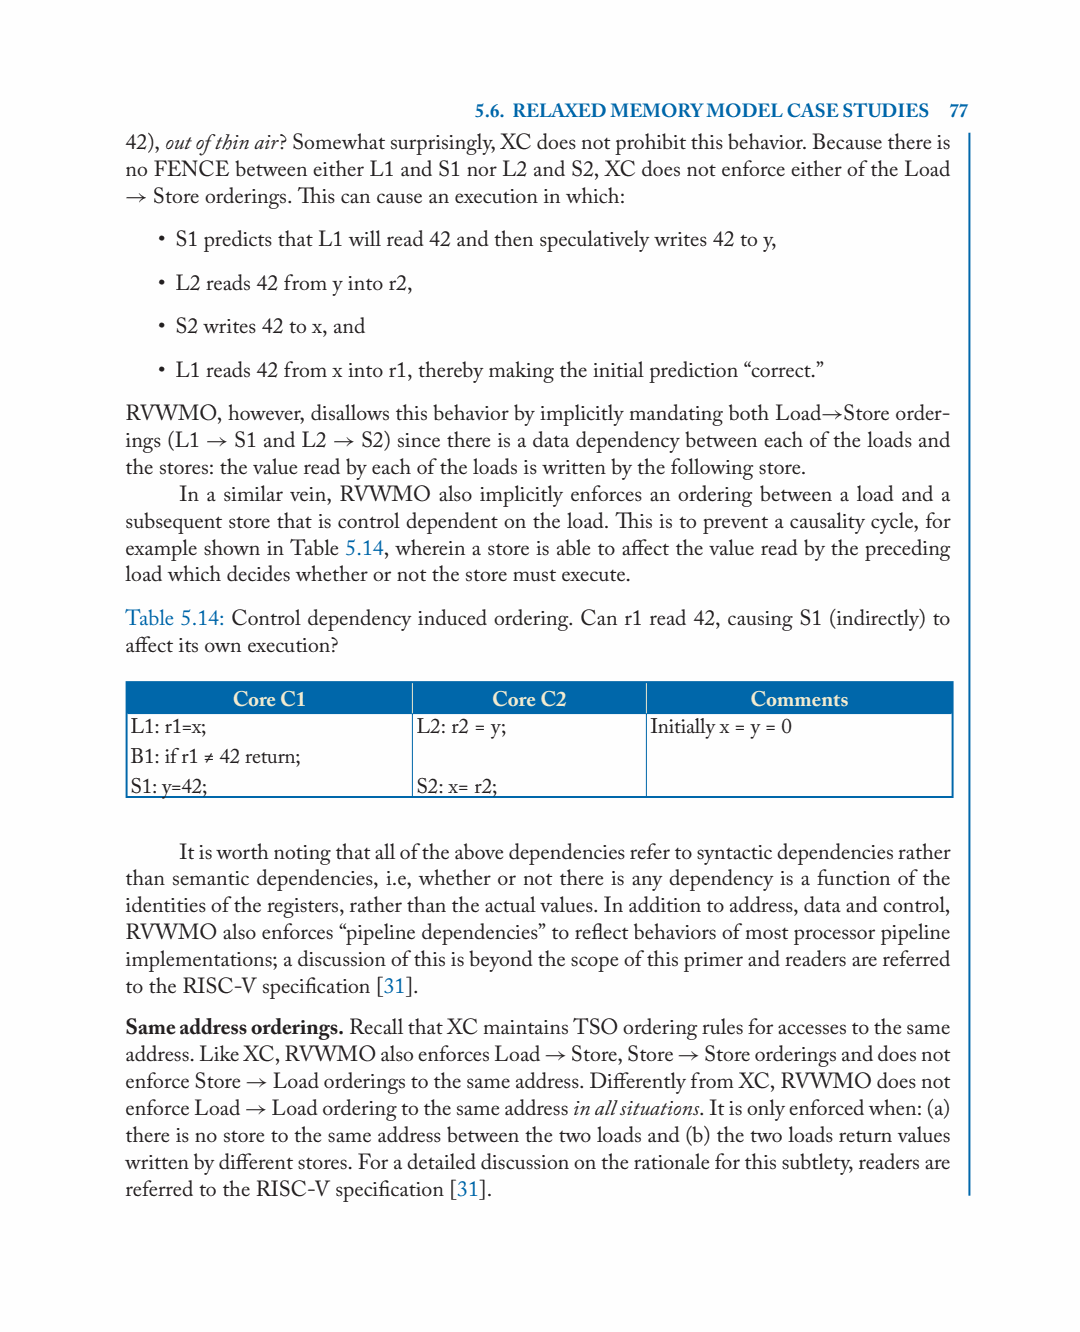 5.6. RELAXED MEMORY MODEL CASE STUDIES 77
42), out of thin air? Somewhat surprisingly, XC does not prohibit this behavior. Because there is
no FENCE between either L1 and S1 nor L2 and S2, XC does not enforce either of the Load
→ Store orderings. This can cause an execution in which:
• S1 predicts that L1 will read 42 and then speculatively writes 42 to y,
• L2 reads 42 from y into r2,
• S2 writes 42 to x, and
• L1 reads 42 from x into r1, thereby making the initial prediction “correct.”
RVWMO, however, disallows this behavior by implicitly mandating both Load→Store order-
ings (L1 → S1 and L2 → S2) since there is a data dependency between each of the loads and
the stores: the value read by each of the loads is written by the following store.
In a similar vein, RVWMO also implicitly enforces an ordering between a load and a
subsequent store that is control dependent on the load. This is to prevent a causality cycle, for
example shown in Table 5.14, wherein a store is able to affect the value read by the preceding
load which decides whether or not the store must execute.
Table 5.14: Control dependency induced ordering. Can r1 read 42, causing S1 (indirectly) to
affect its own execution?
Core C1 Core C2 Comments
L1: r1=x; L2: r2 = y; Initially x = y = 0
B1: if r1 ≠ 42 return;
S1: y=42; S2: x= r2;
It is worth noting that all of the above dependencies refer to syntactic dependencies rather
than semantic dependencies, i.e, whether or not there is any dependency is a function of the
identities of the registers, rather than the actual values. In addition to address, data and control,
RVWMO also enforces “pipeline dependencies” to reflect behaviors of most processor pipeline
implementations; a discussion of this is beyond the scope of this primer and readers are referred
to the RISC-V specification [31].
Same address orderings. Recall that XC maintains TSO ordering rules for accesses to the same
address. Like XC, RVWMO also enforces Load → Store, Store → Store orderings and does not
enforce Store → Load orderings to the same address. Differently from XC, RVWMO does not
enforce Load → Load ordering to the same address in all situations. It is only enforced when: (a)
there is no store to the same address between the two loads and (b) the two loads return values
written by different stores. For a detailed discussion on the rationale for this subtlety, readers are
referred to the RISC-V specification [31].